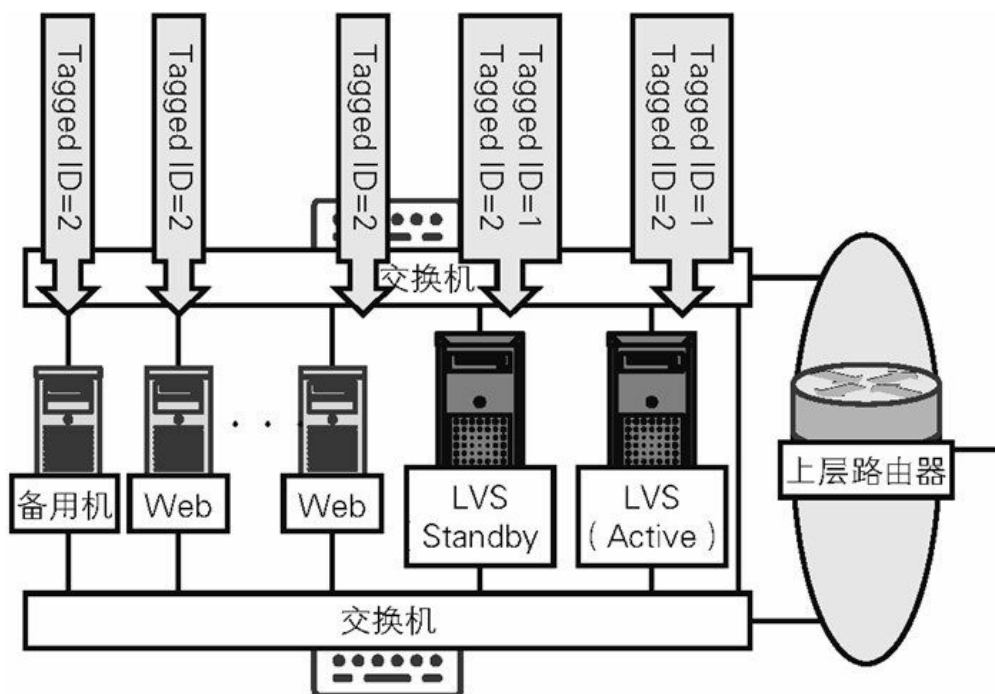 Tagged ID=2
Tagged ID=2
Tagged ID=2
Tagged ID=1
Tagged ID=2
Tagged ID=1
Tagged ID=2
交换机
备用机
Web
. . .
Web
LVS
Standby
LVS
(Active)
上层路由器
交换机